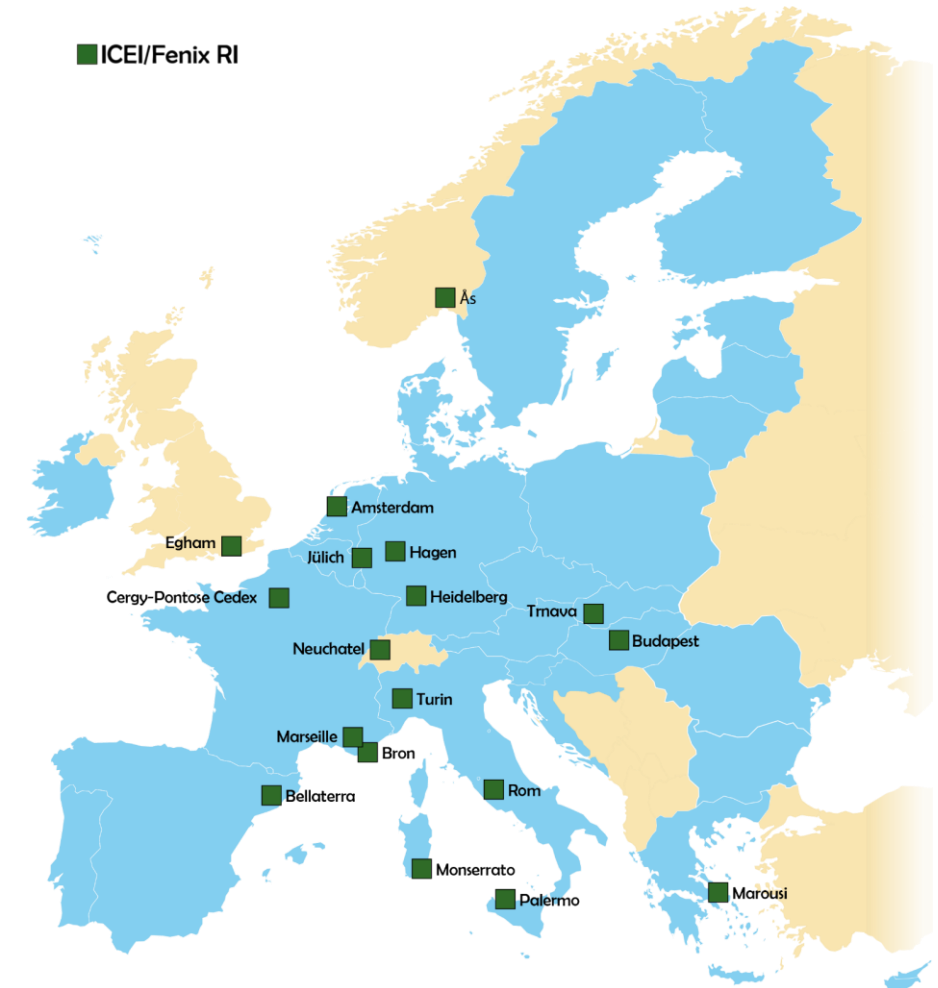 ICEI/Fenix RI
Ås
Amsterdam
Egham
Jülich
Hagen
Cergy-Pontose Cedex
Heidelberg
Trnava
Budapest
Neuchatel
Turin
Marseille
Bron
Rom
Bellaterra
Monserrato
Palermo
Marousi